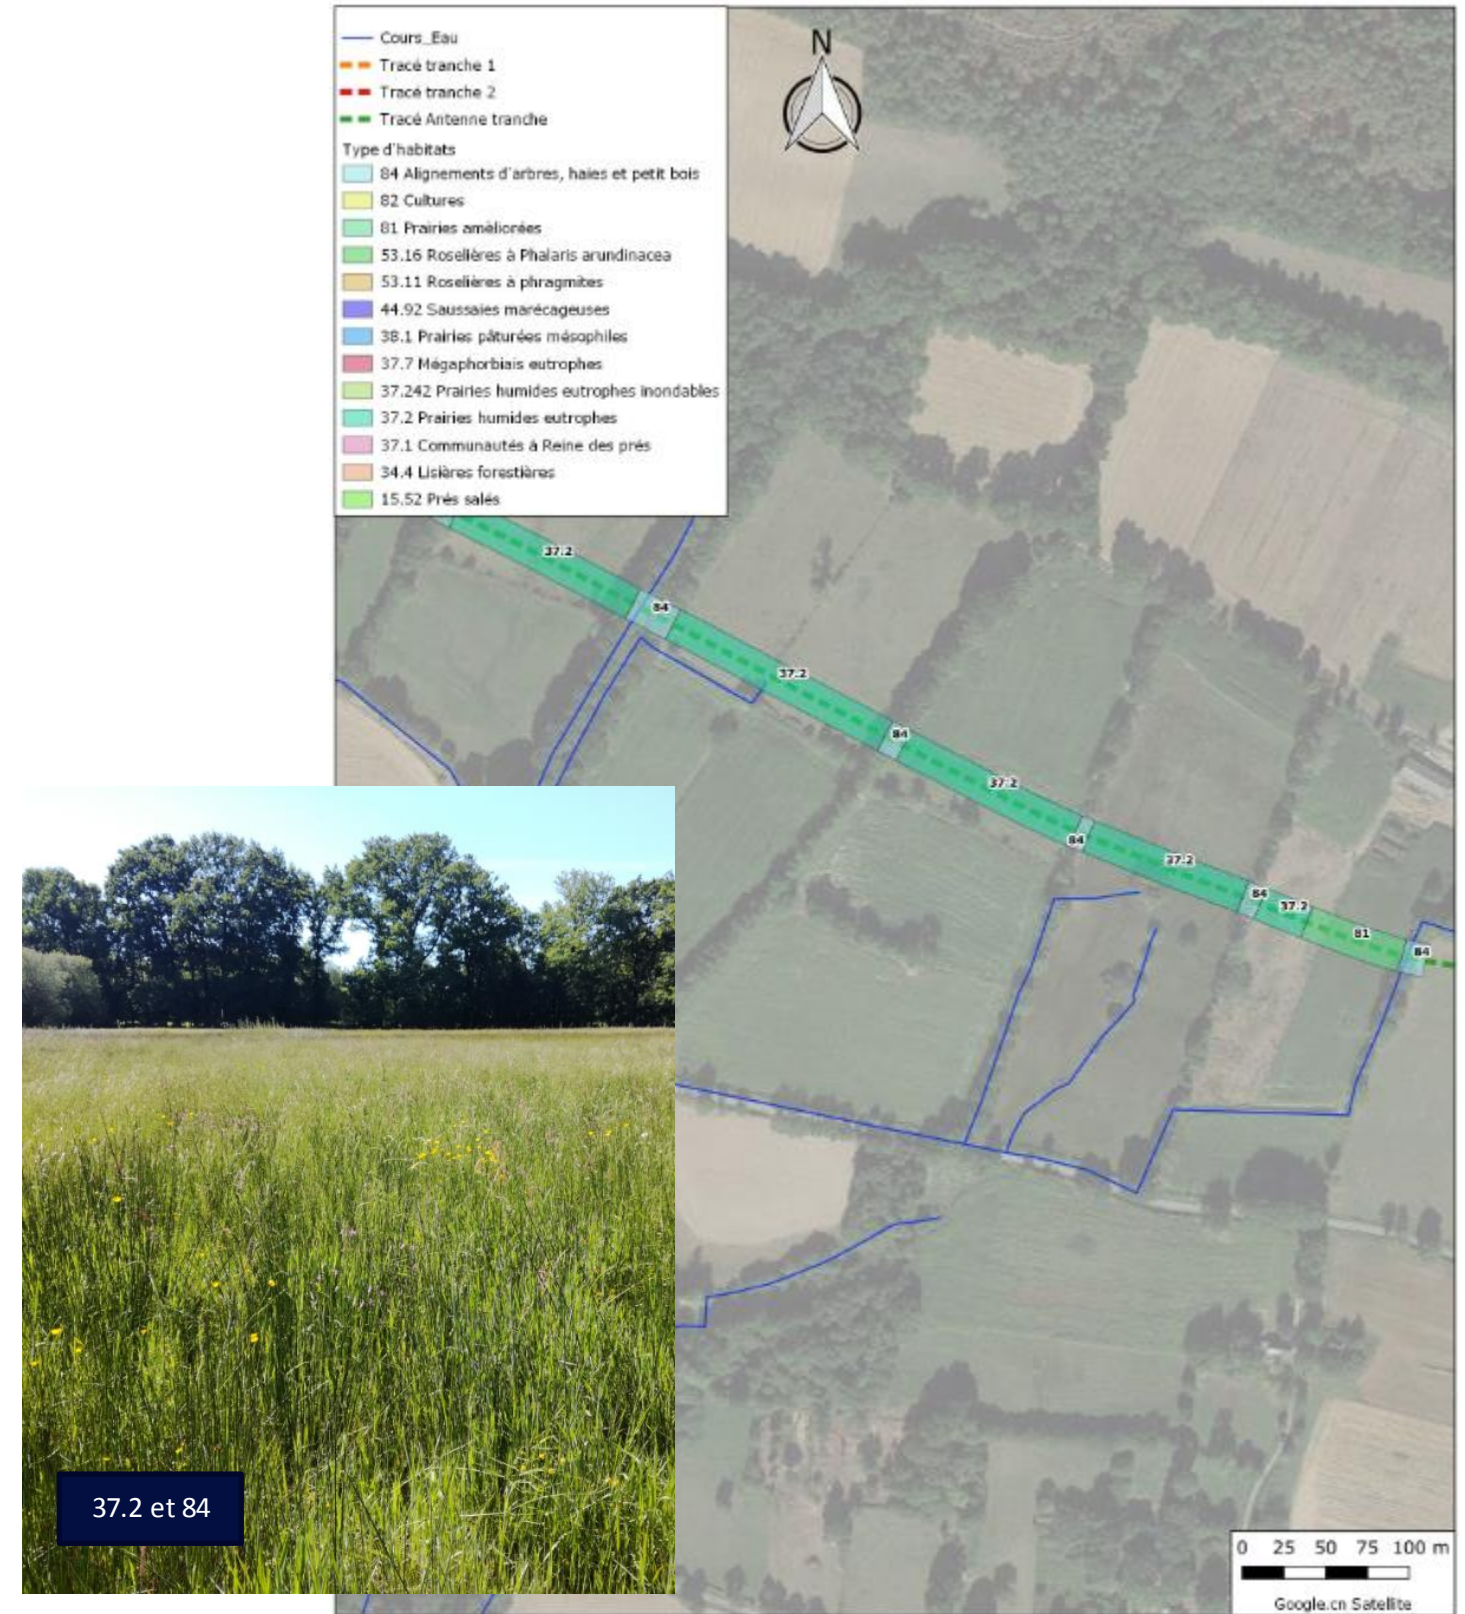 N
Cours_Eau
Tracé tranche 1
Tracé tranche 2
Tracé Antenne tranche
Type d'habitats
84 Alignements d'arbres, haies et petit bois
82 Cultures
81 Prairies améliorées
53.16 Roselières à Phalaris arundinacea
53.11 Roselières à phragmites
44.92 Saussaies marécageuses
38.1 Prairies pâturées mésophiles
37.7 Mégaphorbiais eutrophes
37.242 Prairies humides eutrophes inondables
37.2 Prairies humides eutrophes
37.1 Communautés à Reine des prés
34.4 Lisières forestières
15.52 Prés salés
37.2
84
37.2
84
37.2
84
37.2
84
37.2
81
84
37.2 et 84
0 25 50 75 100 m
Google.cn Satellite